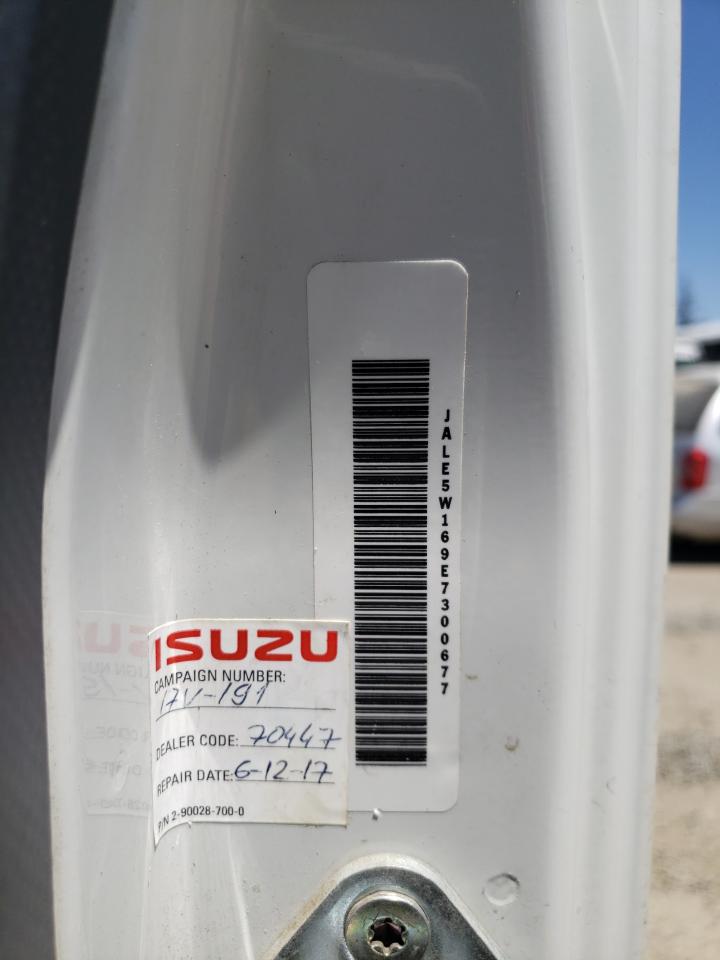 JALE5W169E7300677
ISUZU
CAMPAIGN NUMBER:
17V-191
DEALER CODE: 70447
REPAIR DATE: 6-12-17
P/N 2-90028-700-0